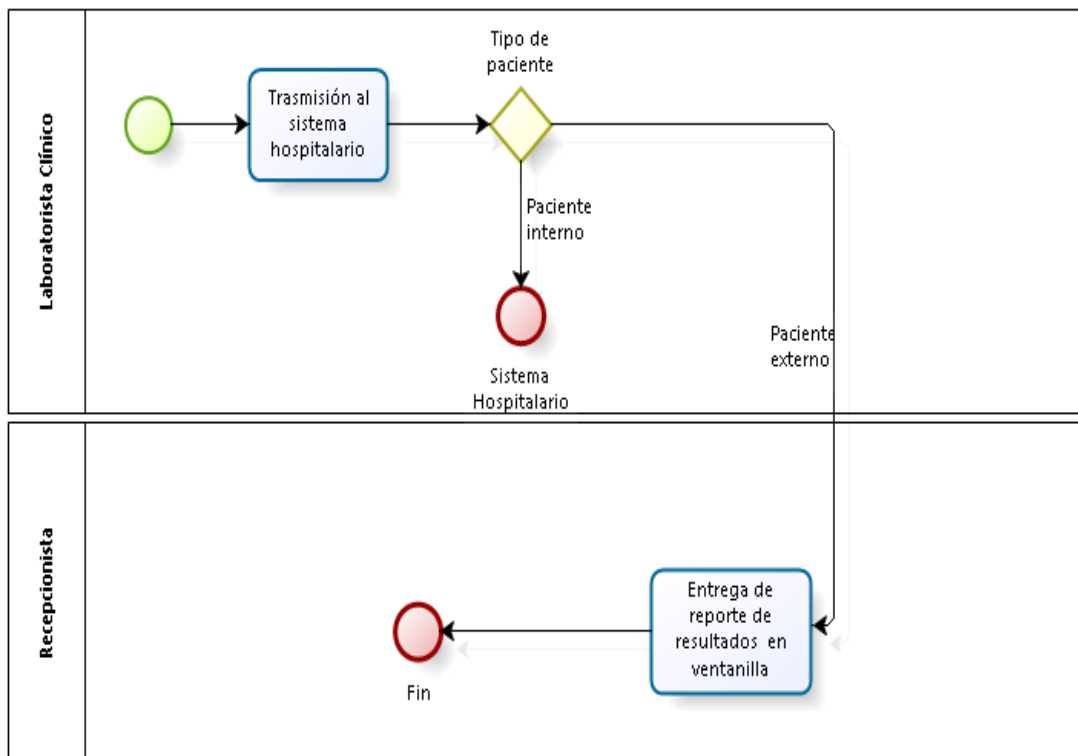 Laboratorista Clínico
Trasmisión al
sistema
hospitalario
Tipo de
paciente
Paciente
interno
Sistema
Hospitalario
Paciente
externo
Recepcionista
Entrega de
reporte de
resultados en
ventanilla
Fin